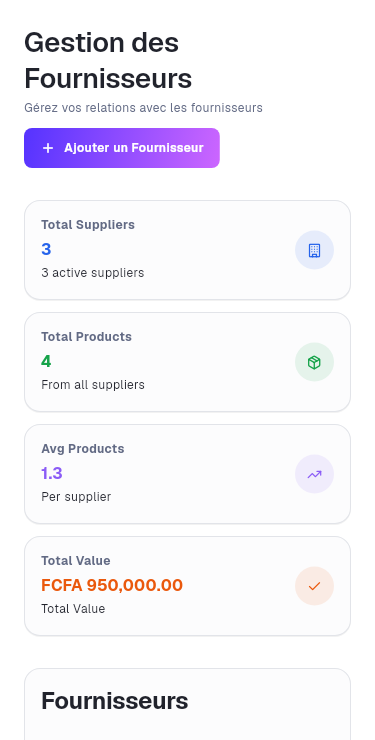 Gestion des
Fournisseurs
Gérez vos relations avec les fournisseurs
Ajouter un Fournisseur
Total Suppliers
3
3 active suppliers
Total Products
4
From all suppliers
Avg Products
1.3
Per supplier
Total Value
FCFA 950,000.00
Total Value
Fournisseurs